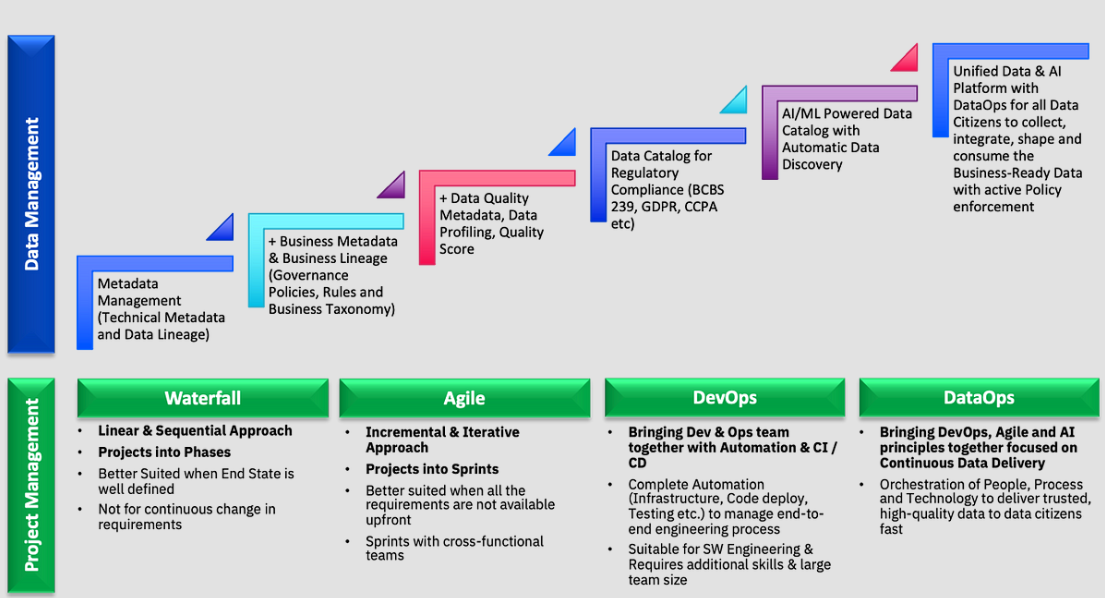 Data Management
Metadata
Management
(Technical Metadata
and Data Lineage)
+ Business Metadata
& Business Lineage
(Governance
Policies, Rules and
Business Taxonomy)
+ Data Quality
Metadata, Data
Profiling, Quality
Score
Data Catalog for
Regulatory
Compliance (BCBS
239, GDPR, CCPA
etc)
AI/ML Powered Data
Catalog with
Automatic Data
Discovery
Unified Data & AI
Platform with
DataOps for all Data
Citizens to collect,
integrate, shape and
consume the
Business-Ready Data
with active Policy
enforcement
Project Management
Waterfall
• Linear & Sequential Approach
• Projects into Phases
• Better Suited when End State is
well defined
• Not for continuous change in
requirements
Agile
• Incremental & Iterative
Approach
• Projects into Sprints
• Better suited when all the
requirements are not available
upfront
• Sprints with cross-functional
teams
DevOps
• Bringing Dev & Ops team
together with Automation & CI /
CD
• Complete Automation
(Infrastructure, Code deploy,
Testing etc.) to manage end-to-
end engineering process
• Suitable for SW Engineering &
Requires additional skills & large
team size
DataOps
• Bringing DevOps, Agile and AI
principles together focused on
Continuous Data Delivery
• Orchestration of People, Process
and Technology to deliver trusted,
high-quality data to data citizens
fast